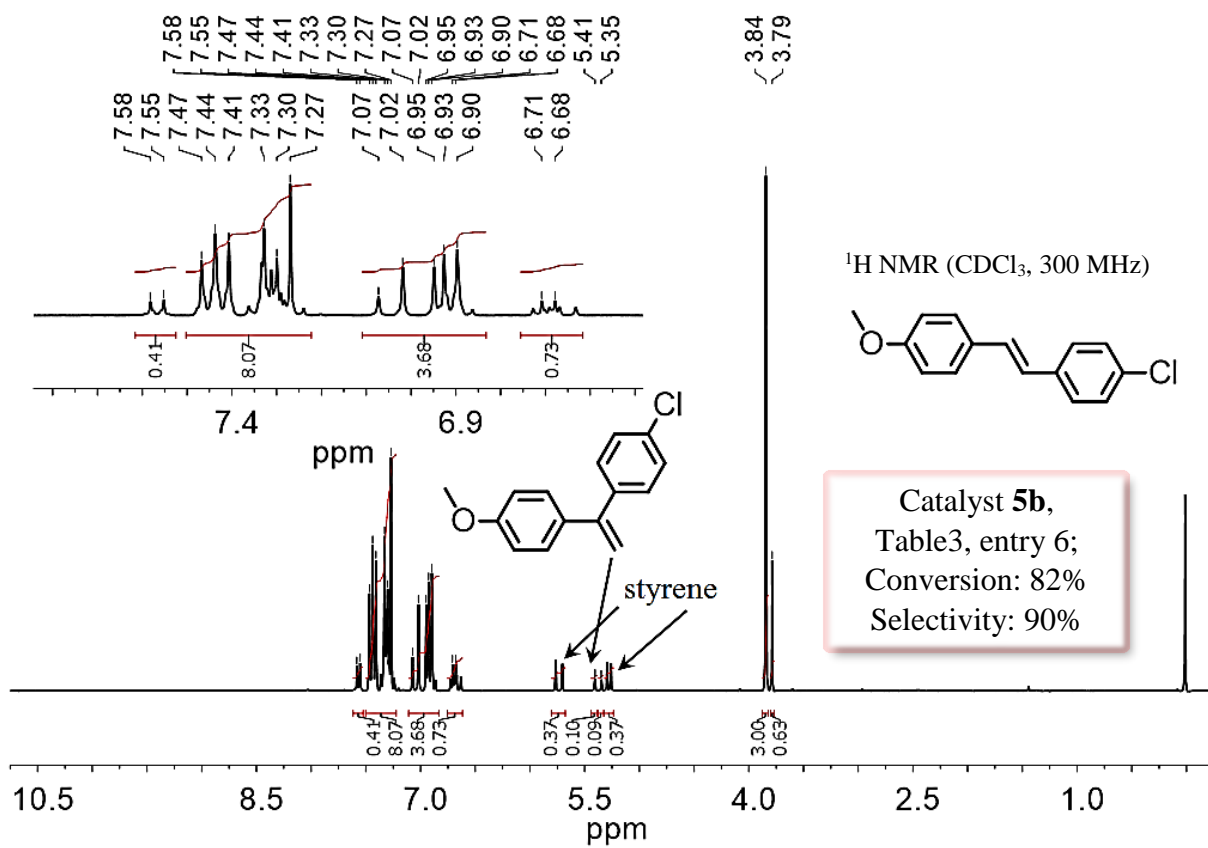 7.58 7.55 7.47 7.44 7.41 7.33 7.30 7.27 7.07 7.02 6.95 6.93 6.90 6.71 6.68 5.41 5.35 3.84 3.79
7.58 7.55 7.47 7.44 7.41 7.33 7.30 7.27 7.07 7.02 6.95 6.93 6.90 6.71 6.68
¹H NMR (CDCl₃, 300 MHz)
0.41 8.07 3.68 0.73
O Cl
7.4 6.9
ppm
Cl
O
Catalyst 5b,
Table3, entry 6;
Conversion: 82%
Selectivity: 90%
styrene
0.41 8.07 3.68 0.73 0.37 0.10 0.09 0.37 3.00 0.63
10.5 8.5 7.0 5.5 4.0 2.5 1.0
ppm